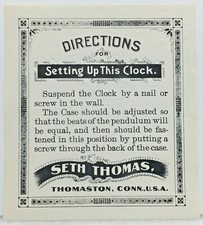 DIRECTIONS
FOR
Setting Up This Clock.
Suspend the Clock by a nail or
screw in the wall.
The Case should be adjusted so
that the beats of the pendulum will
be equal, and then should be fas-
tened in this position by putting a
screw through the back of the case.
SETH THOMAS,
THOMASTON, CONN. U.S.A.